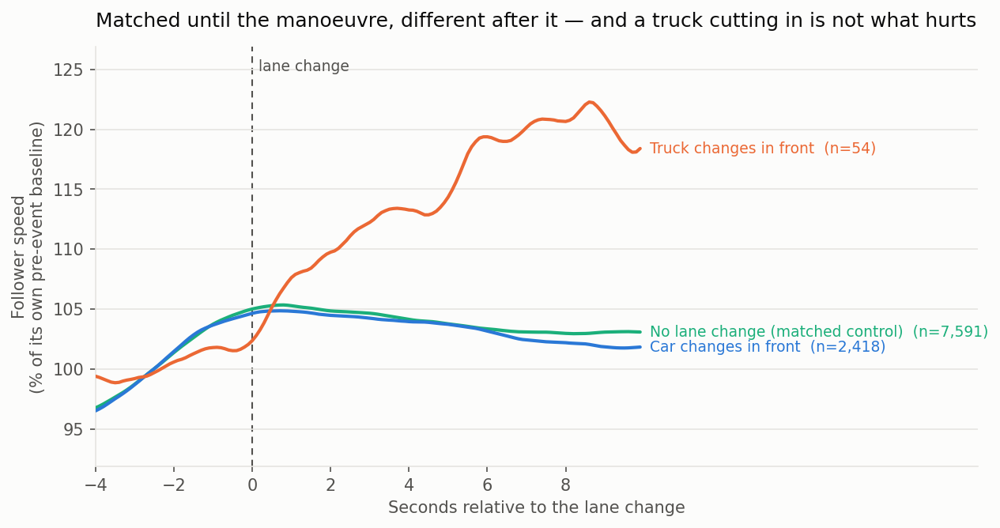 Matched until the manoeuvre, different after it — and a truck cutting in is not what hurts
lane change
Follower speed
(% of its own pre-event baseline)
125
120
115
110
105
100
95
Truck changes in front (n=54)
No lane change (matched control) (n=7,591)
Car changes in front (n=2,418)
−4
−2
0
2
4
6
8
Seconds relative to the lane change